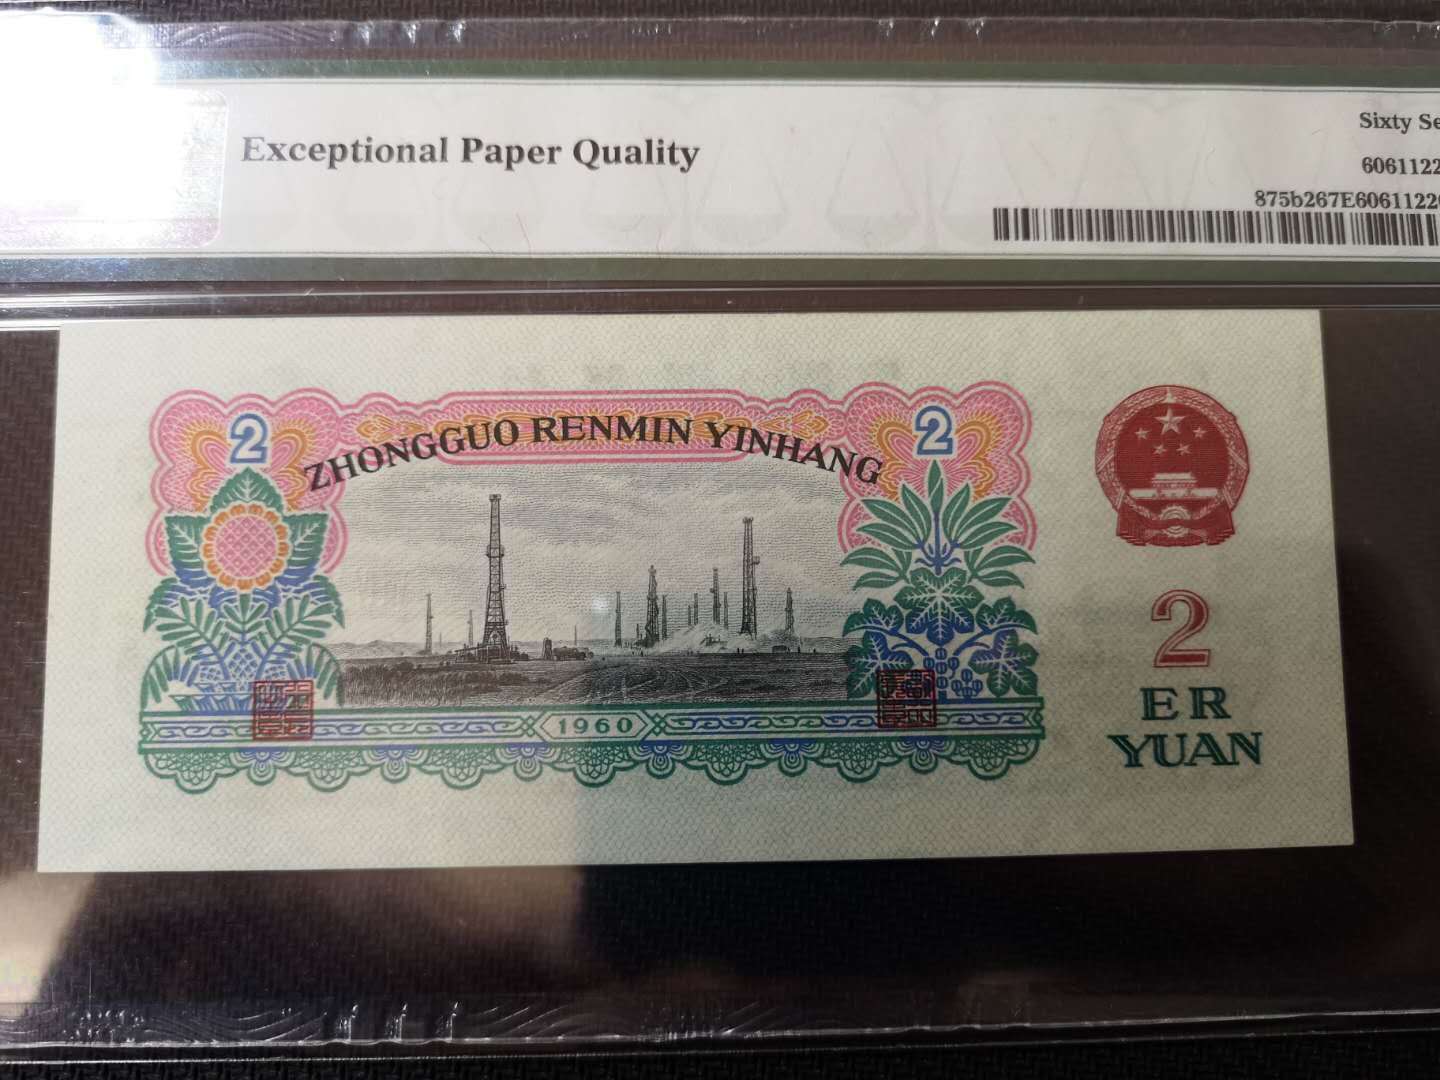 Exceptional Paper Quality
Sixty Se
6061122
875b267E6061122
2
2
ZHONGGUO RENMIN YINHANG
1960
2
ER
YUAN